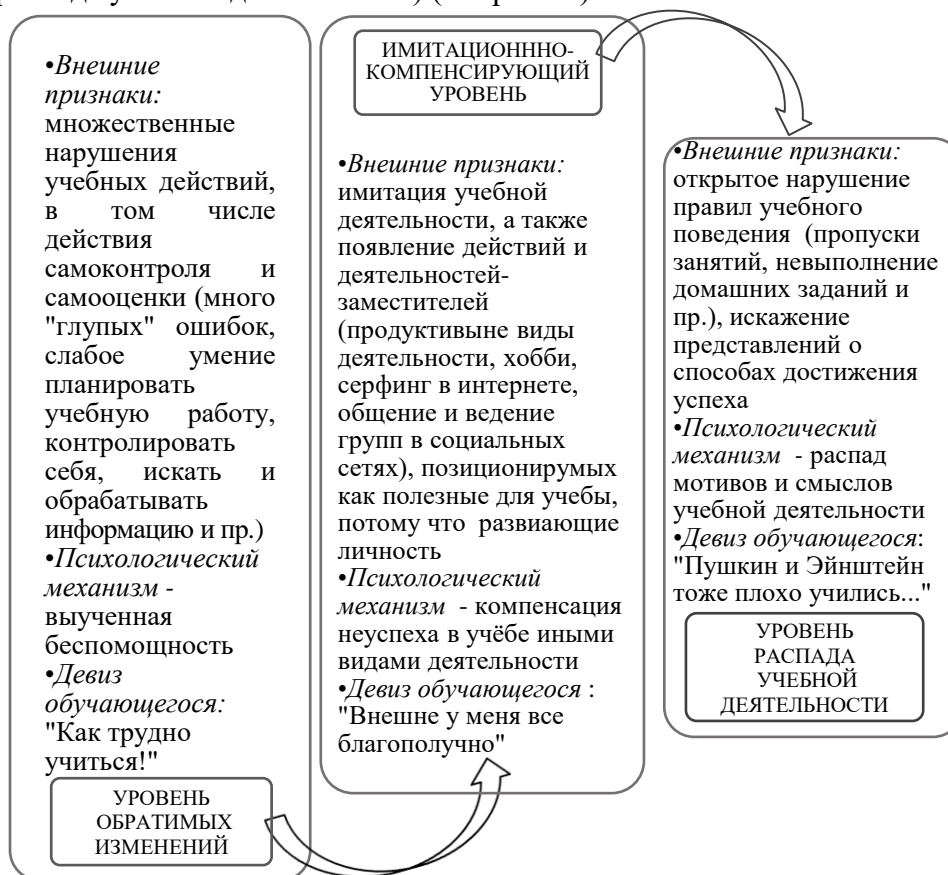 •Внешние
признаки:
множественные
нарушения
учебных действий,
в том числе
действия
самоконтроля и
самооценки (много
"глупых" ошибок,
слабое умение
планировать
учебную работу,
контролировать
себя, искать и
обрабатывать
информацию и пр.)
•Психологический
механизм -
выученная
беспомощность
•Девиз
обучающегося:
"Как трудно
учиться!"
УРОВЕНЬ
ОБРАТИМЫХ
ИЗМЕНЕНИЙ
ИМИТАЦИОНННО-
КОМПЕНСИРУЮЩИЙ
УРОВЕНЬ
•Внешние признаки:
имитация учебной
деятельности, а также
появление действий и
деятельностей-
заместителей
(продуктивыне виды
деятельности, хобби,
серфинг в интернете,
общение и ведение
групп в социальных
сетях), позиционирумых
как полезные для учебы,
потому что развиающие
личность
•Психологический
механизм - компенсация
неуспеха в учёбе иными
видами деятельности
•Девиз обучающегося :
"Внешне у меня все
благополучно"
•Внешние признаки:
открытое нарушение
правил учебного
поведения (пропуски
занятий, невыполнение
домашних заданий и
пр.), искажение
представлений о
способах достижения
успеха
•Психологический
механизм - распад
мотивов и смыслов
учебной деятельности
•Девиз обучающегося:
"Пушкин и Эйнштейн
тоже плохо учились..."
УРОВЕНЬ
РАСПАДА
УЧЕБНОЙ
ДЕЯТЕЛЬНОСТИ